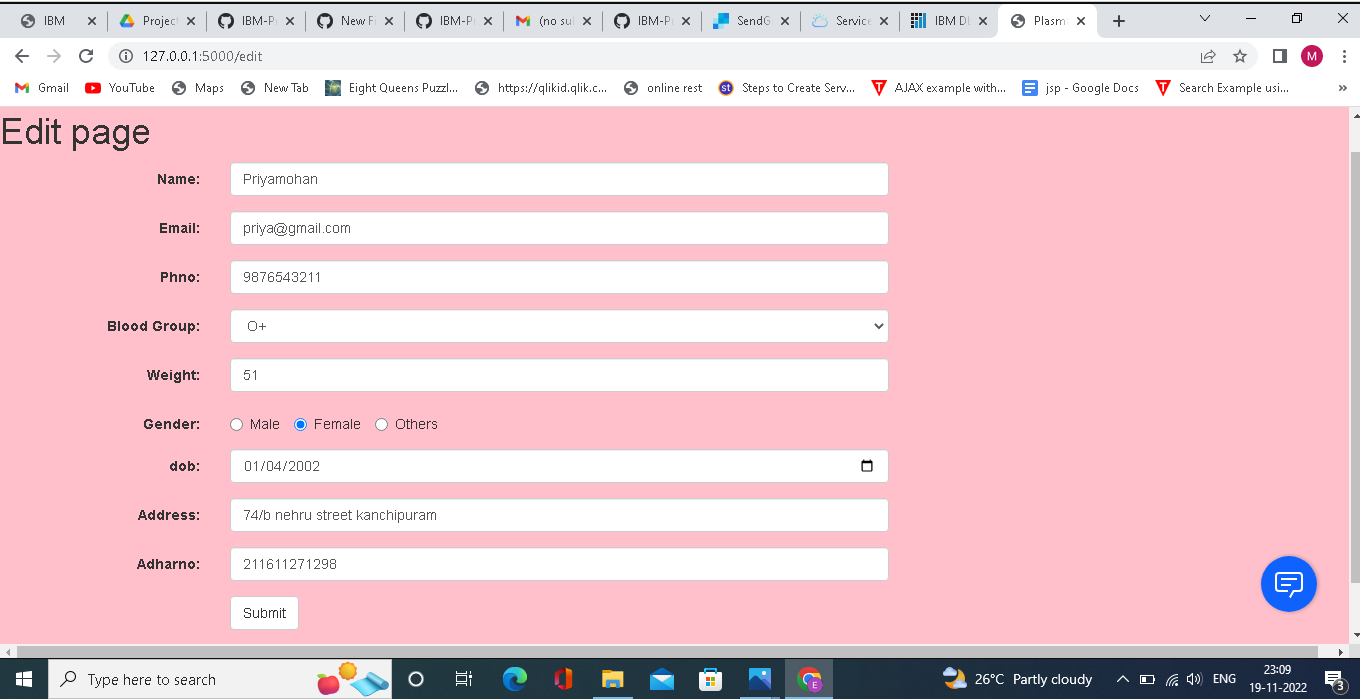 IBM Project IBM-P New F IBM-P (no su IBM-P SendG Service IBM Plasm
127.0.0.1:5000/edit M
Gmail YouTube Maps New Tab Eight Queens Puzzl... https://qlikid.qlik.c... online rest st Steps to Create Serv... AJAX example with... jsp - Google Docs Search Example usi... »
Edit page
Name: Priyamohan
Email: priya@gmail.com
Phno: 9876543211
Blood Group: O+
Weight: 51
Gender: Male Female Others
dob: 01/04/2002
Address: 74/b nehru street kanchipuram
Adharno: 211611271298
Submit
Type here to search E 26°C Partly cloudy ENG 23:09
19-11-2022 3